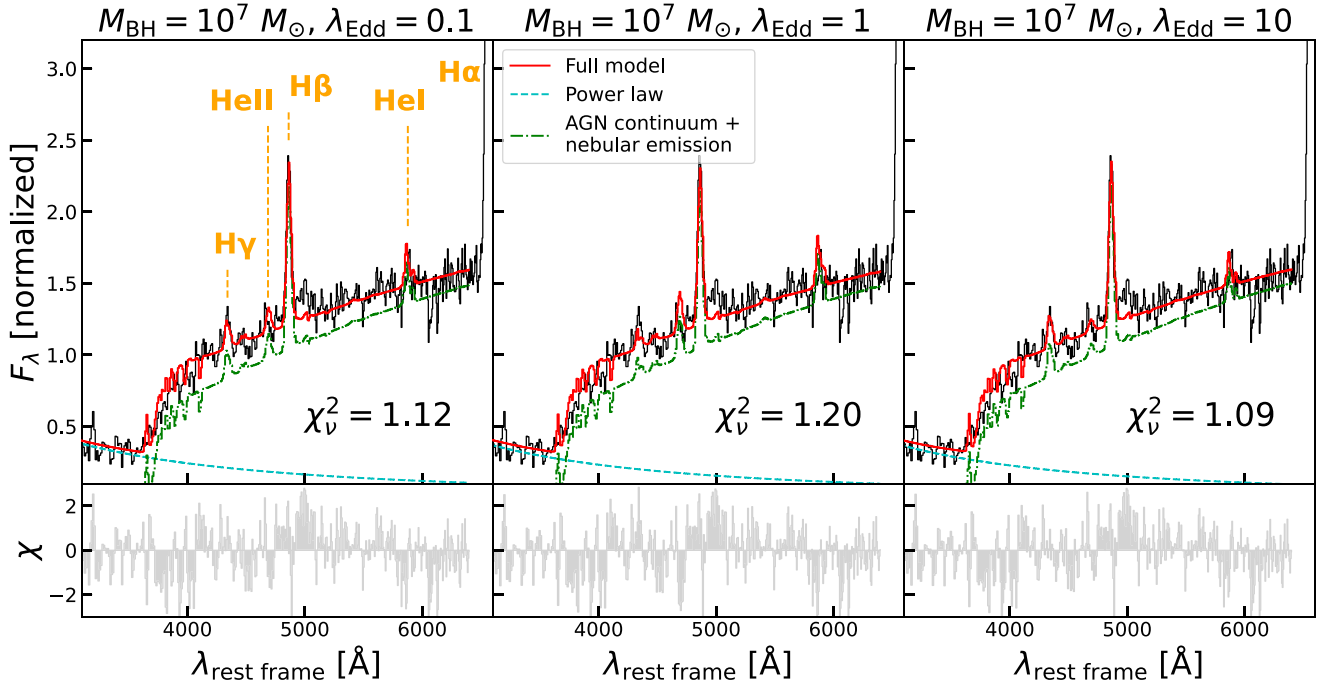 M_BH = 10^7 M_⊙, λ_Edd = 0.1
M_BH = 10^7 M_⊙, λ_Edd = 1
M_BH = 10^7 M_⊙, λ_Edd = 10
F_λ [normalized]
3.0
2.5
2.0
1.5
1.0
0.5
Hγ
HeII
Hβ
HeI
Hα
χ²_ν = 1.12
Full model
Power law
AGN continuum +
nebular emission
χ²_ν = 1.20
χ²_ν = 1.09
χ
2
0
−2
4000 5000 6000
4000 5000 6000
4000 5000 6000
λ_rest frame [Å]
λ_rest frame [Å]
λ_rest frame [Å]